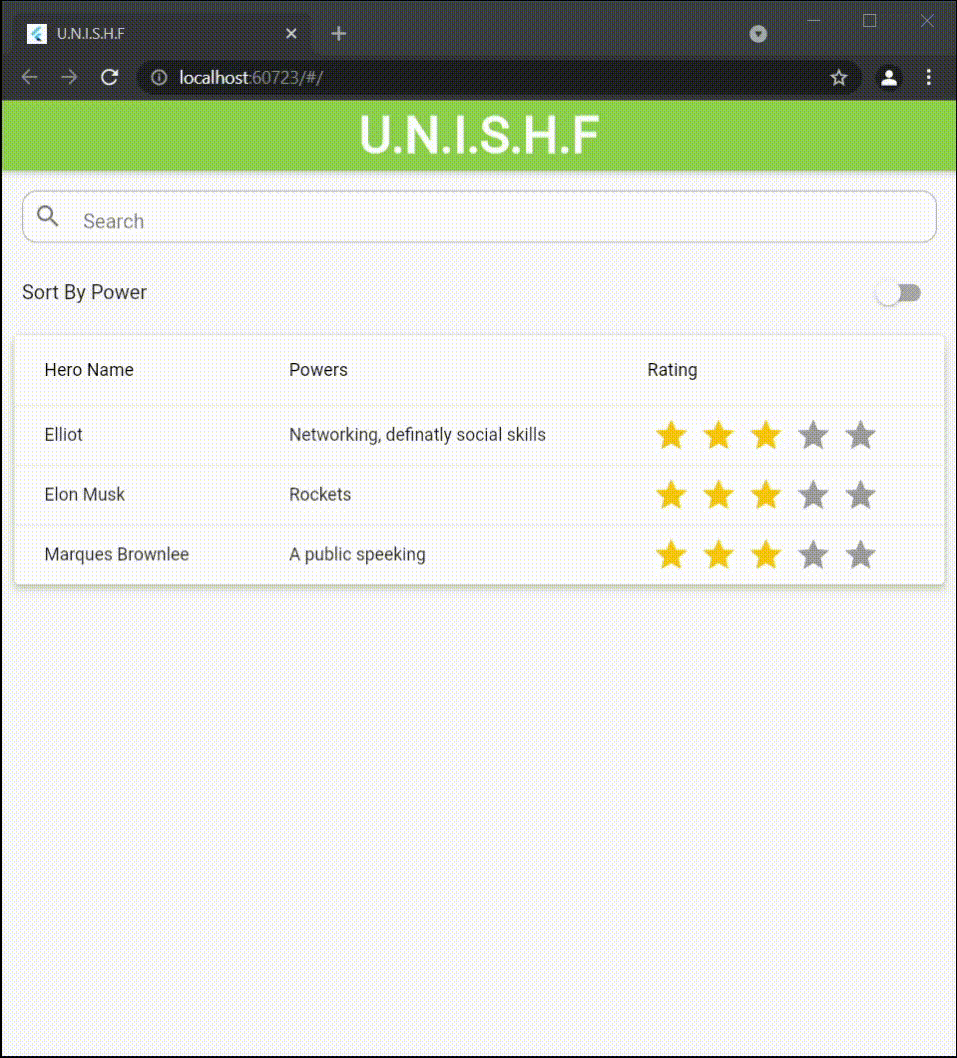 U.N.I.S.H.F
localhost:60723/#/
U.N.I.S.H.F
Search
Sort By Power
Hero Name Powers Rating
Elliot Networking, definatly social skills
Elon Musk Rockets
Marques Brownlee A public speeking